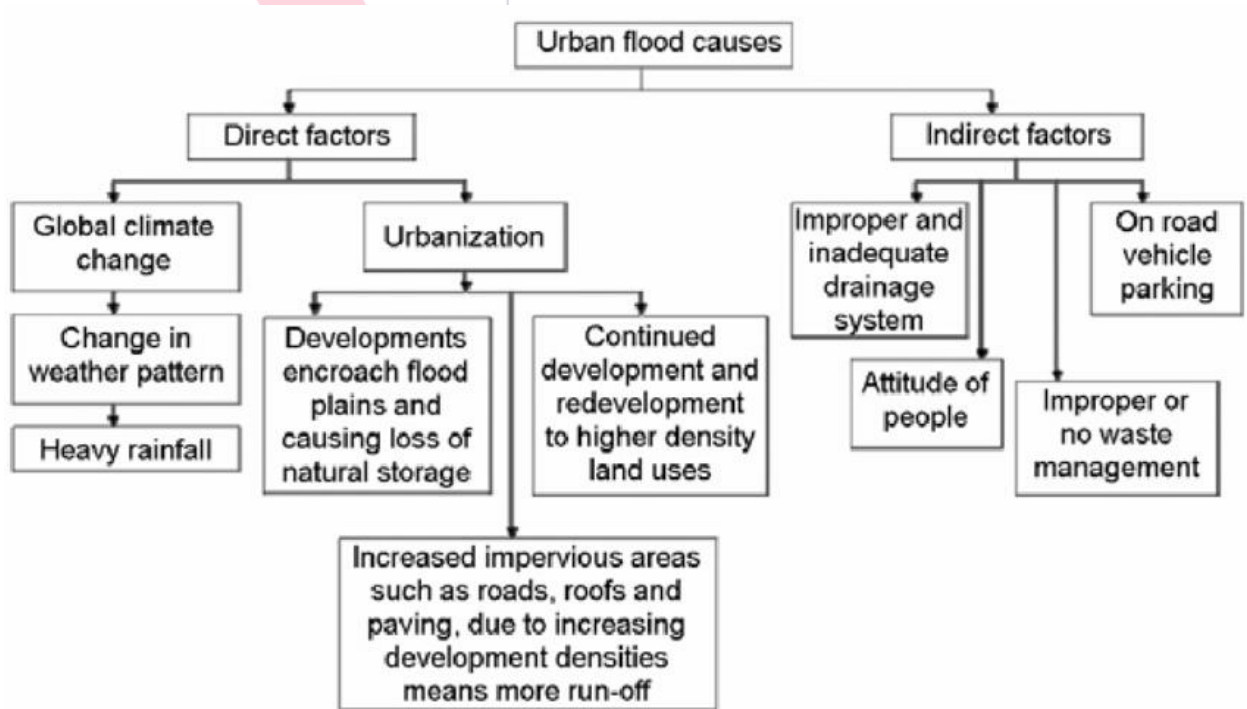 Urban flood causes
Direct factors
Indirect factors
Global climate
change
Urbanization
Improper and
inadequate
drainage
system
On road
vehicle
parking
Change in
weather pattern
Developments
encroach flood
plains and
causing loss of
natural storage
Continued
development and
redevelopment
to higher density
land uses
Attitude of
people
Improper or
no waste
management
Heavy rainfall
Increased impervious areas
such as roads, roofs and
paving, due to increasing
development densities
means more run-off